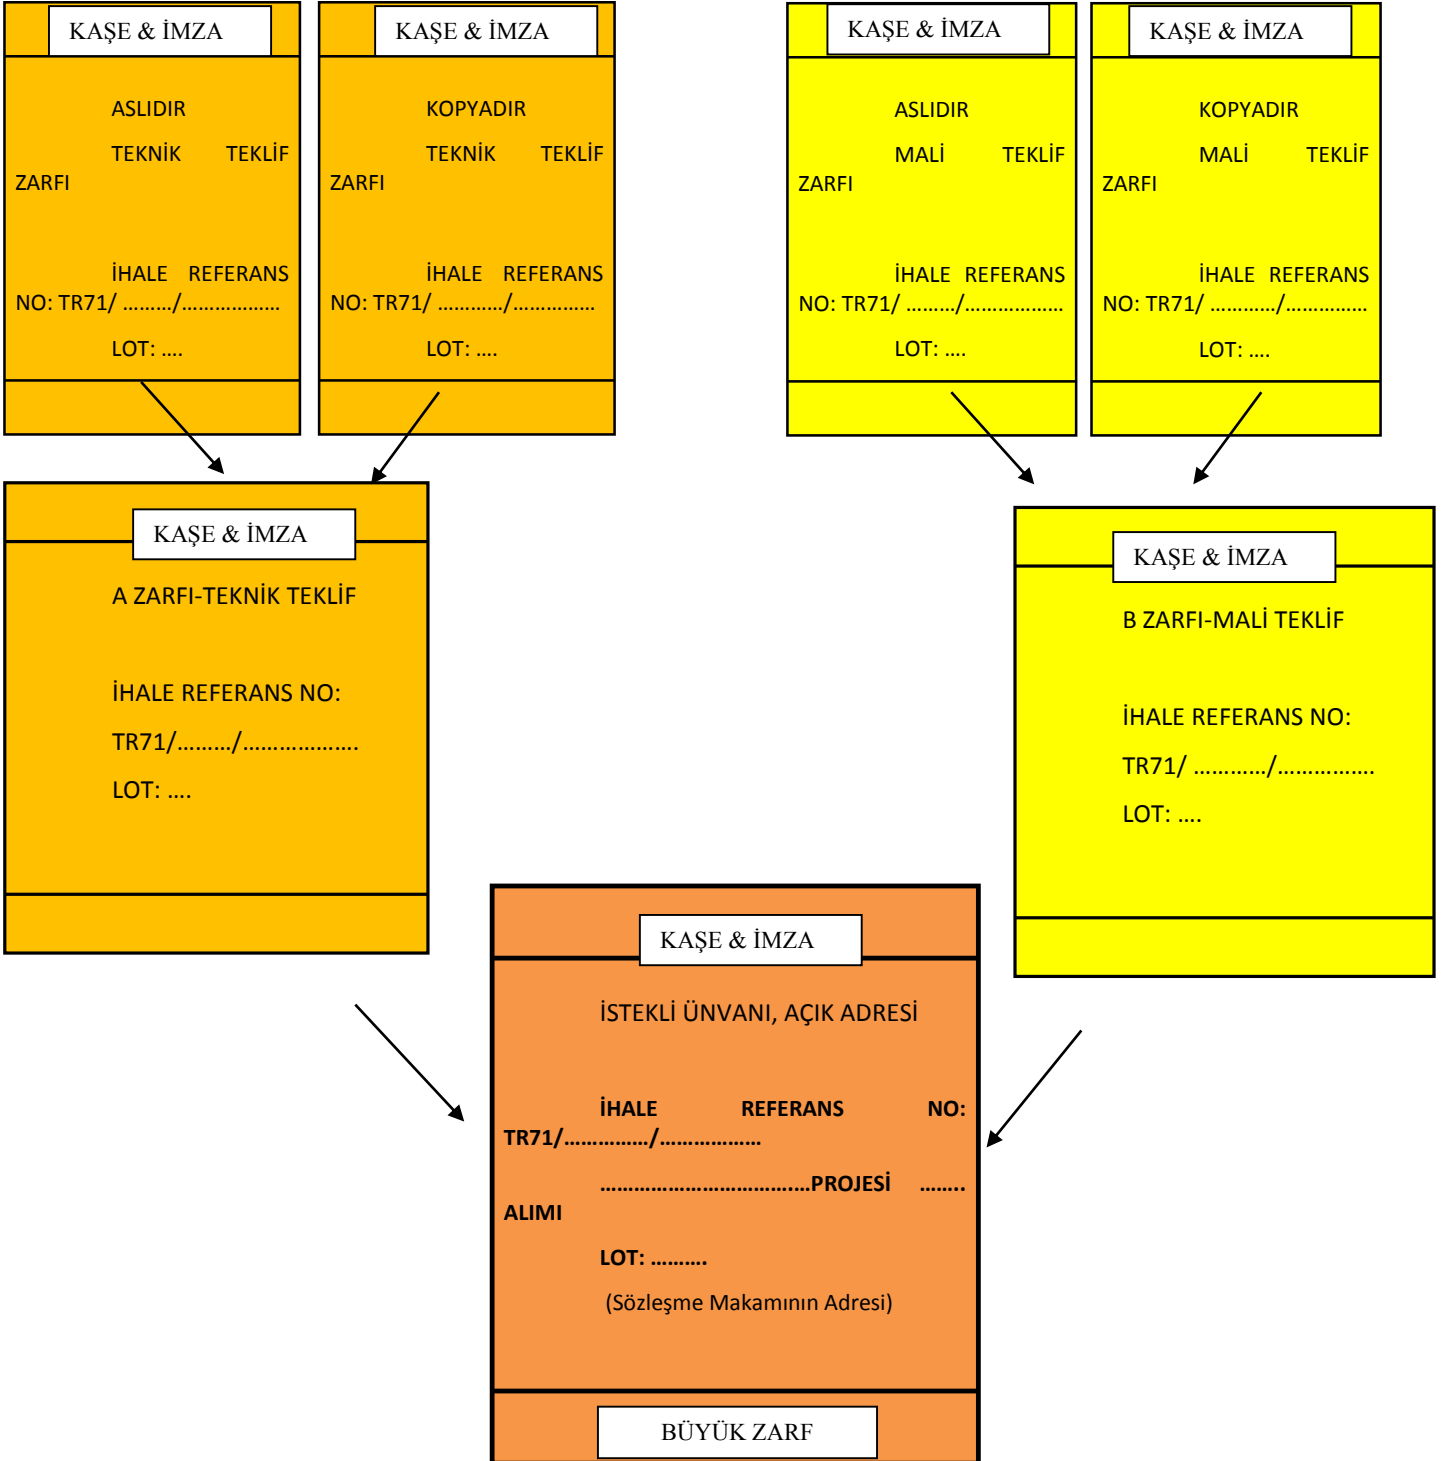 KAŞE & İMZA
ASLIDIR
TEKNİK TEKLİF
ZARFI
İHALE REFERANS
NO: TR71/ ………/………………
LOT: ….
KAŞE & İMZA
KOPYADIR
TEKNİK TEKLİF
ZARFI
İHALE REFERANS
NO: TR71/ …………/……………
LOT: ….
KAŞE & İMZA
ASLIDIR
MALİ TEKLİF
ZARFI
İHALE REFERANS
NO: TR71/ ………/………………
LOT: ….
KAŞE & İMZA
KOPYADIR
MALİ TEKLİF
ZARFI
İHALE REFERANS
NO: TR71/ …………/……………
LOT: ….
KAŞE & İMZA
A ZARFI-TEKNİK TEKLİF
İHALE REFERANS NO:
TR71/………/……………….
LOT: ….
KAŞE & İMZA
B ZARFI-MALİ TEKLİF
İHALE REFERANS NO:
TR71/ …………/…………….
LOT: ….
KAŞE & İMZA
İSTEKLİ ÜNVANI, AÇIK ADRESİ
İHALE REFERANS NO:
TR71/……………/………………
…………………………….…PROJESİ ……..
ALIMI
LOT: ……….
(Sözleşme Makamının Adresi)
BÜYÜK ZARF